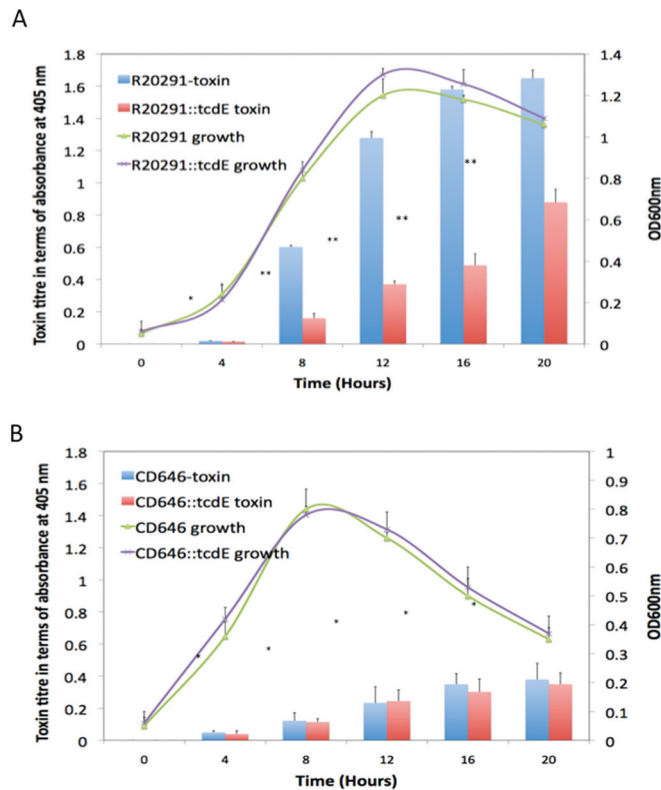 A
Toxin titre in terms of absorbance at 405 nm
1.8
1.6
1.4
1.2
1
0.8
0.6
0.4
0.2
0
R20291-toxin
R20291::tcdE toxin
R20291 growth
R20291::tcdE growth
*
**
**
**
**
1.4
1.2
1
0.8
0.6
0.4
0.2
0
OD600nm
0 4 8 12 16 20
Time (Hours)
B
Toxin titre in terms of absorbance at 405 nm
1.8
1.6
1.4
1.2
1
0.8
0.6
0.4
0.2
0
CD646-toxin
CD646::tcdE toxin
CD646 growth
CD646::tcdE growth
*
*
*
*
*
1
0.9
0.8
0.7
0.6
0.5
0.4
0.3
0.2
0.1
0
OD600nm
0 4 8 12 16 20
Time (Hours)